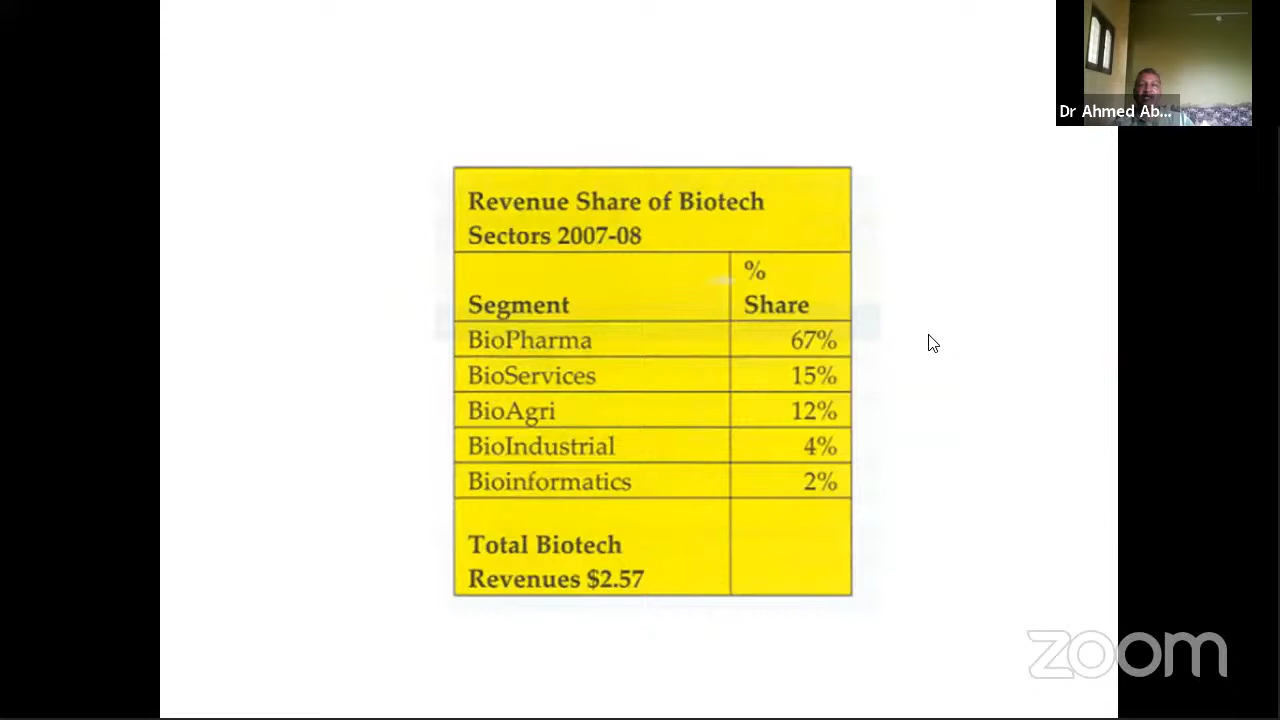 Dr Ahmed Ab...
Revenue Share of Biotech
Sectors 2007-08
%
Segment Share
BioPharma 67%
BioServices 15%
BioAgri 12%
BioIndustrial 4%
Bioinformatics 2%
Total Biotech
Revenues $2.57
zoom